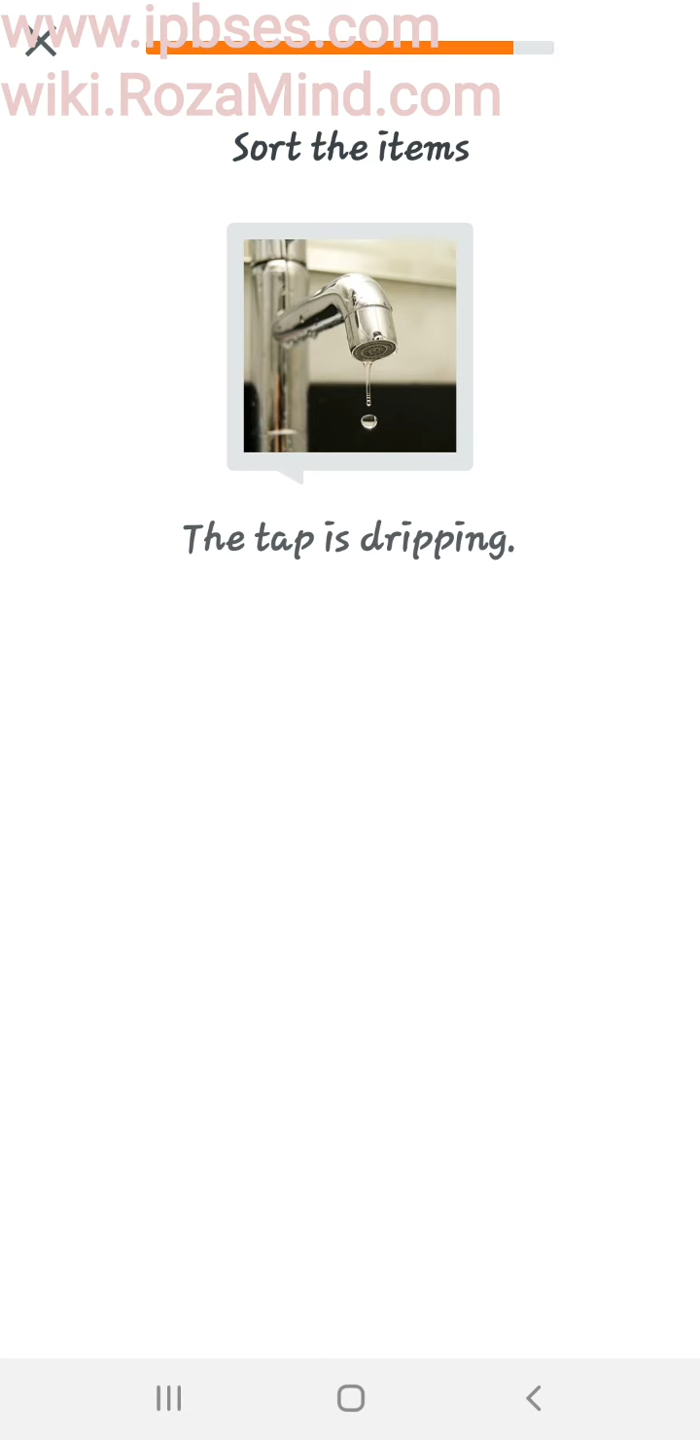 www.ipbses.com
wiki.RozaMind.com
Sort the items
The tap is dripping.